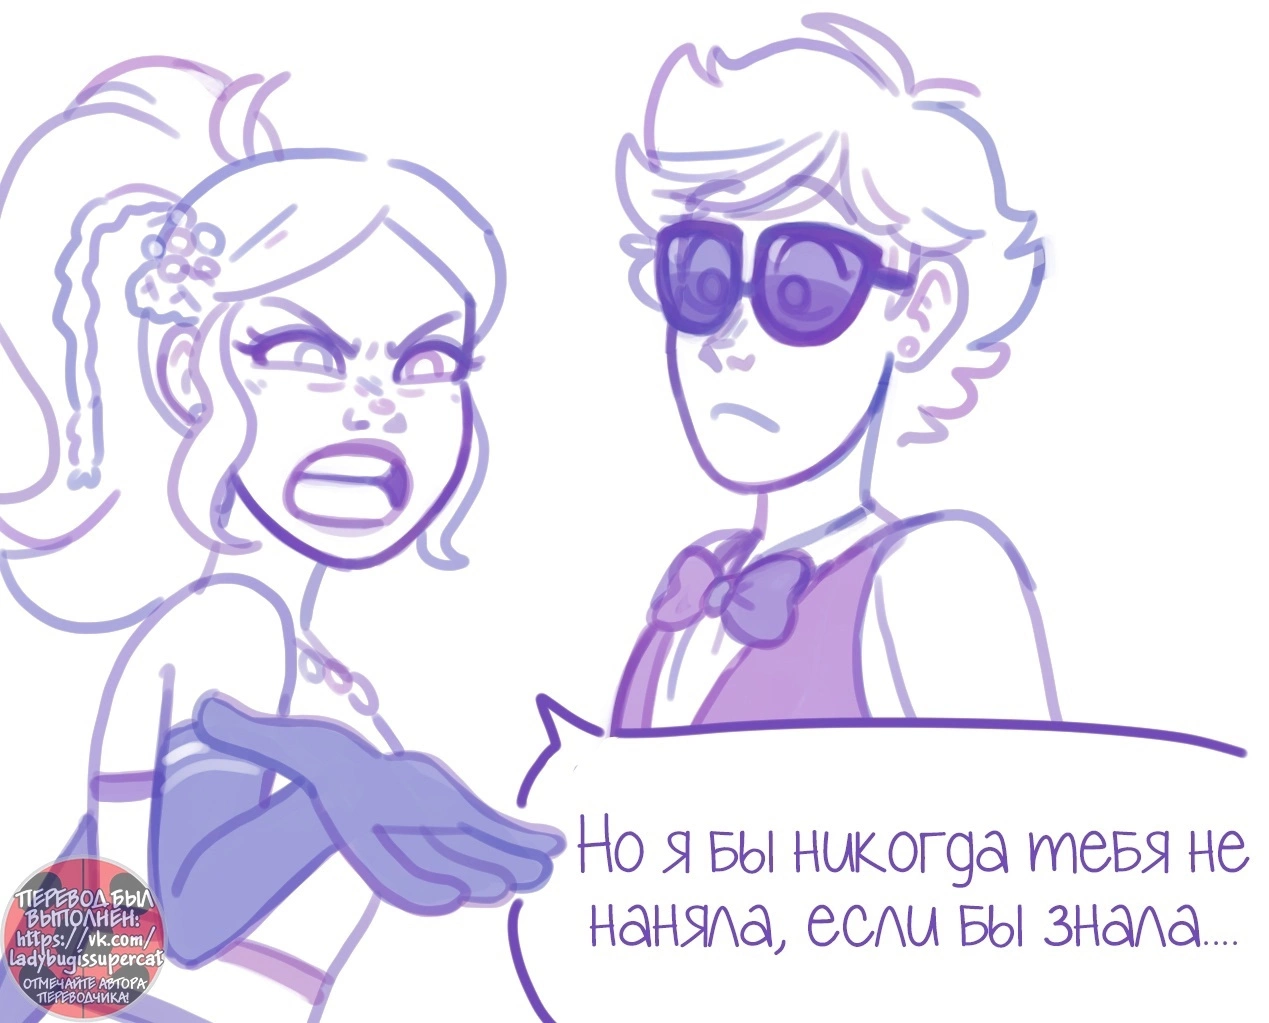 Но я бы никогда тебя не
наняла, если бы знала....
ПЕРЕВОД БЫЛ
ВЫПОЛНЕН:
https://vk.com/
ladybugissupercat
ОТМЕЧАЙТЕ АВТОРА
ПЕРЕВОДЧИКА!